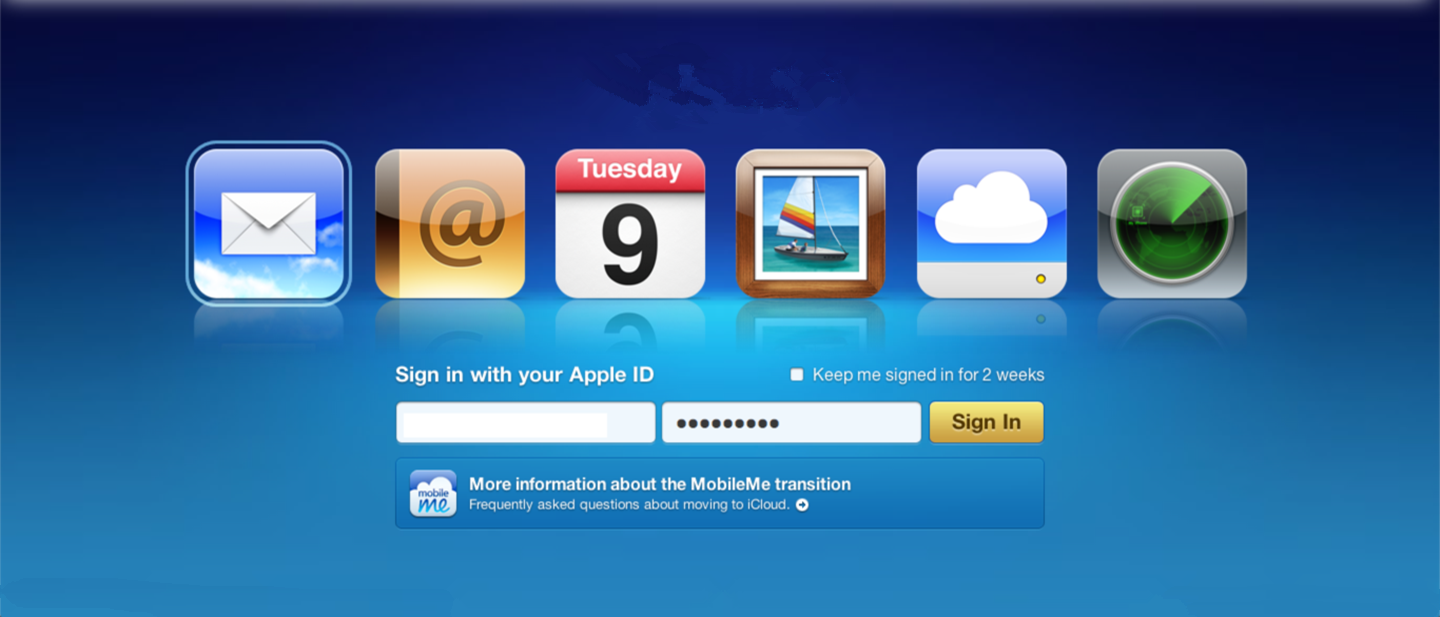 Tuesday
9
@
Sign in with your Apple ID
Keep me signed in for 2 weeks
•••••••••
Sign In
More information about the MobileMe transition
mobile
me
Frequently asked questions about moving to iCloud.